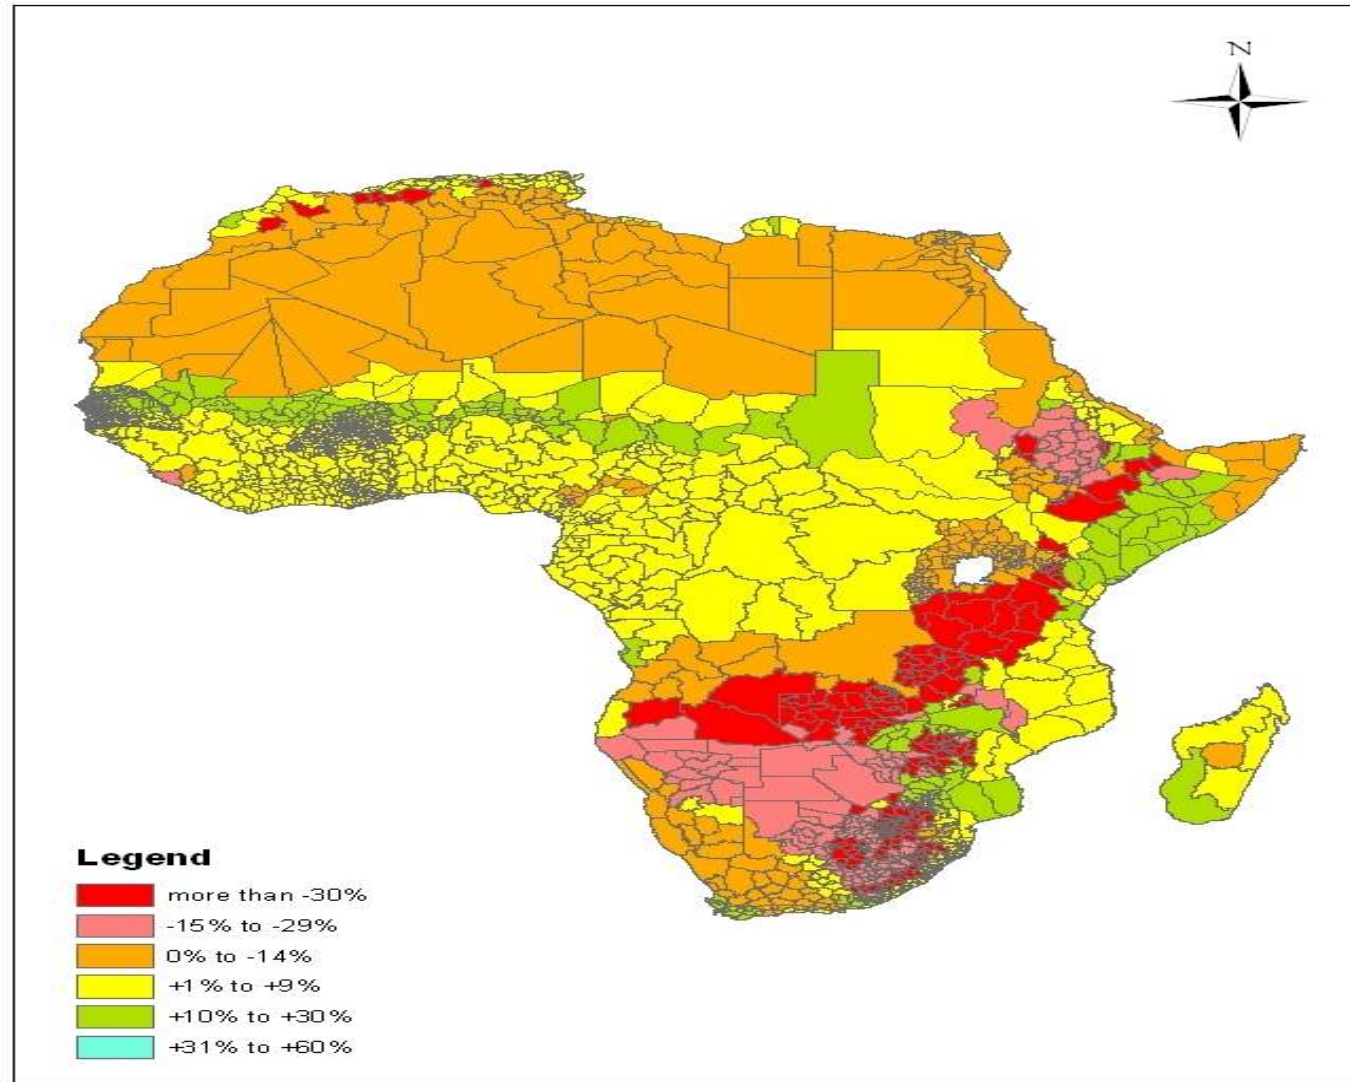 N
Legend
more than -30%
-15% to -29%
0% to -14%
+1% to +9%
+10% to +30%
+31% to +60%